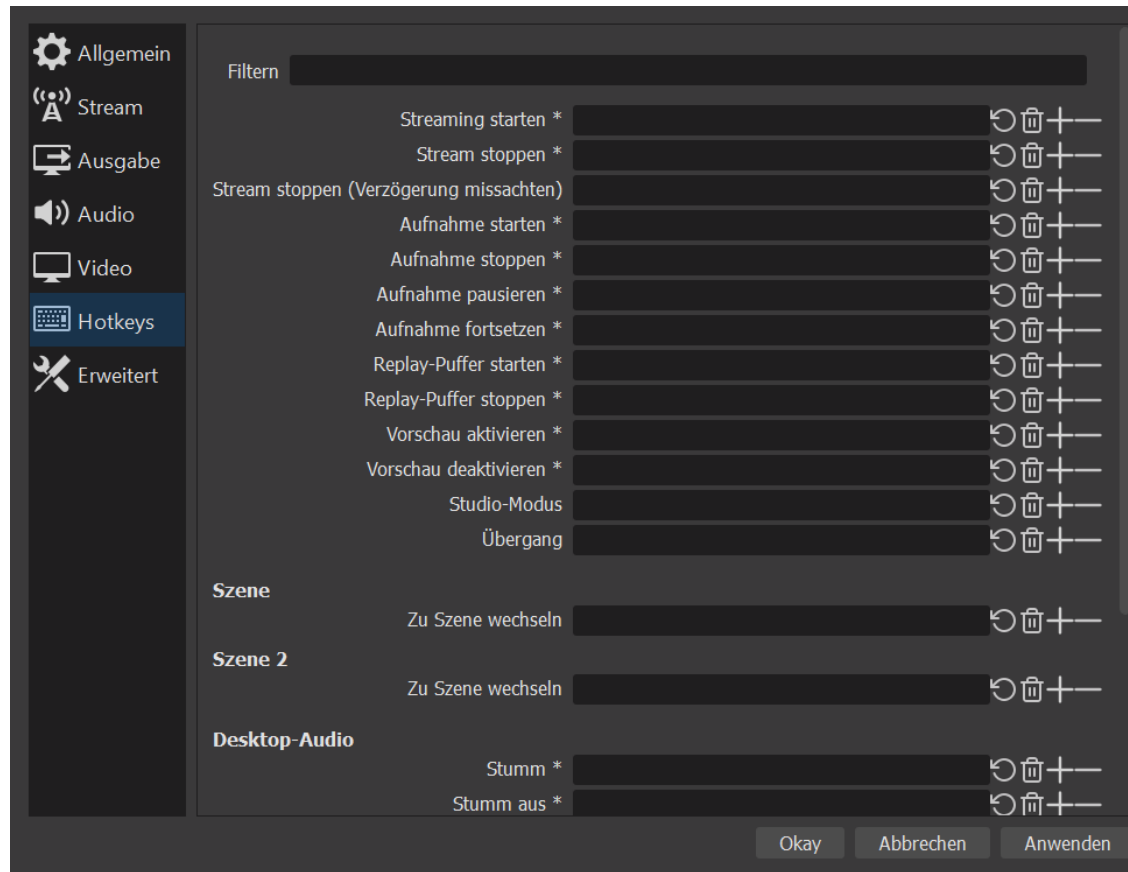 Allgemein
Stream
Ausgabe
Audio
Video
Hotkeys
Erweitert
Filtern
Streaming starten *
Stream stoppen *
Stream stoppen (Verzögerung missachten)
Aufnahme starten *
Aufnahme stoppen *
Aufnahme pausieren *
Aufnahme fortsetzen *
Replay-Puffer starten *
Replay-Puffer stoppen *
Vorschau aktivieren *
Vorschau deaktivieren *
Studio-Modus
Übergang
Szene
Zu Szene wechseln
Szene 2
Zu Szene wechseln
Desktop-Audio
Stumm *
Stumm aus *
Okay Abbrechen Anwenden